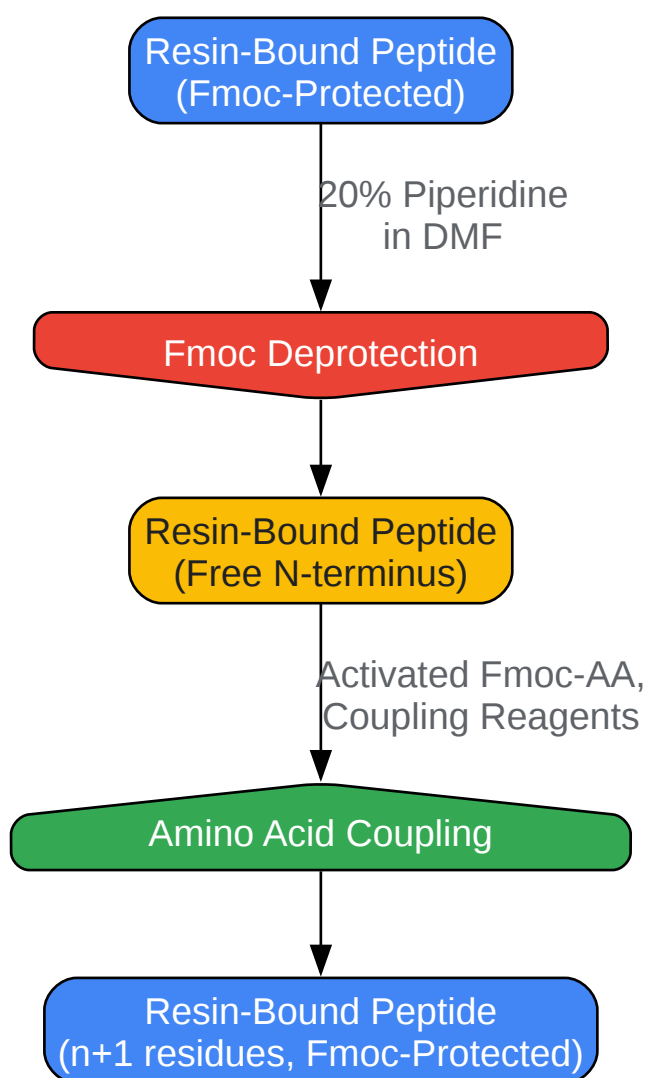 Resin-Bound Peptide
(Fmoc-Protected)
20% Piperidine
in DMF
Fmoc Deprotection
Resin-Bound Peptide
(Free N-terminus)
Activated Fmoc-AA,
Coupling Reagents
Amino Acid Coupling
Resin-Bound Peptide
(n+1 residues, Fmoc-Protected)